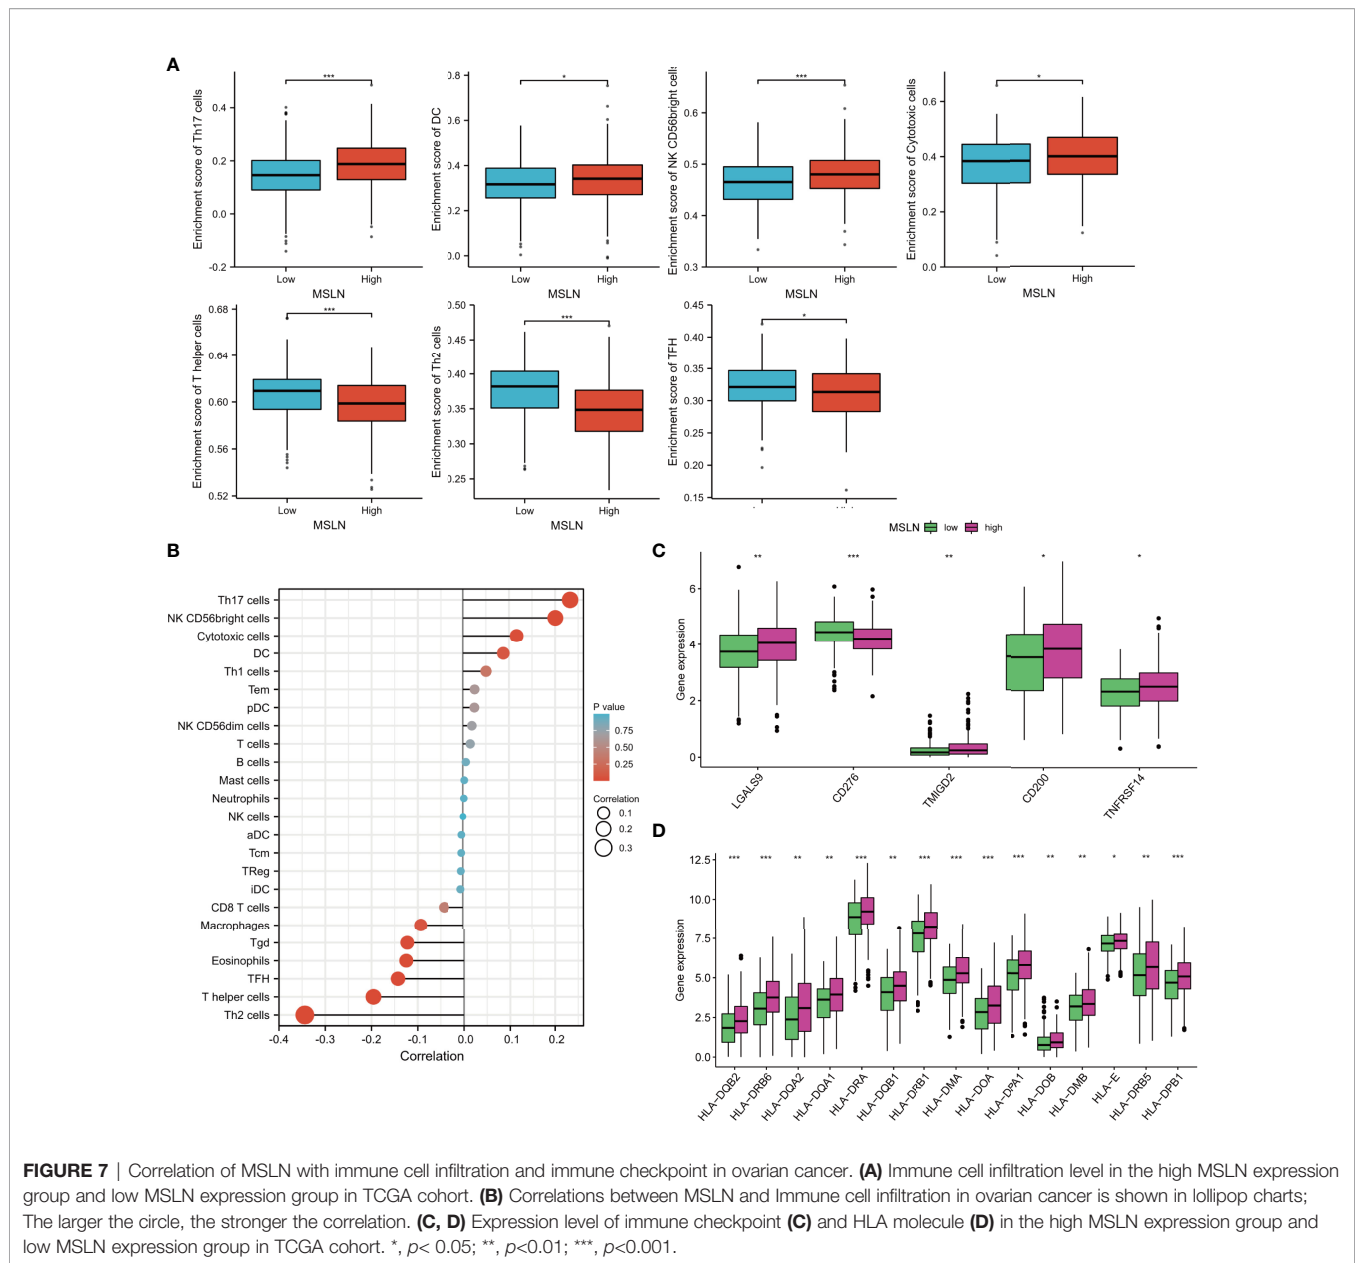 A
Enrichment score of Th17 cells
0.4
0.2
0.0
-0.2
***
Low High
MSLN
Enrichment score of DC
0.8
0.6
0.4
0.2
0.0
*
Low High
MSLN
Enrichment score of NK CD56bright cells
0.6
0.5
0.4
0.3
***
Low High
MSLN
Enrichment score of Cytotoxic cells
0.6
0.4
0.2
0.0
*
Low High
MSLN
Enrichment score of T helper cells
0.68
0.64
0.60
0.56
0.52
***
Low High
MSLN
Enrichment score of Th2 cells
0.50
0.45
0.40
0.35
0.30
0.25
***
Low High
MSLN
Enrichment score of TFH
0.45
0.40
0.35
0.30
0.25
0.20
0.15
*
B
Th17 cells
NK CD56bright cells
Cytotoxic cells
DC
Th1 cells
Tem
pDC
NK CD56dim cells
T cells
B cells
Mast cells
Neutrophils
NK cells
aDC
Tcm
TReg
iDC
CD8 T cells
Macrophages
Tgd
Eosinophils
TFH
T helper cells
Th2 cells
-0.4 -0.3 -0.2 -0.1 0.0 0.1 0.2
Correlation
P value
0.75
0.50
0.25
Correlation
0.1
0.2
0.3
MSLN low high
C
Gene expression
6
4
2
0
** *** ** * *
LGALS9 CD276 TMIGD2 CD200 TNFRSF14
D
Gene expression
12.5
10.0
7.5
5.0
2.5
0.0
*** *** ** ** *** ** *** *** *** *** ** ** * ** ***
HLA-DQB2 HLA-DRB6 HLA-DQA2 HLA-DQA1 HLA-DRA HLA-DQB1 HLA-DRB1 HLA-DMA HLA-DOA HLA-DPA1 HLA-DOB HLA-DMB HLA-E HLA-DRB5 HLA-DPB1
FIGURE 7 | Correlation of MSLN with immune cell infiltration and immune checkpoint in ovarian cancer. (A) Immune cell infiltration level in the high MSLN expression
group and low MSLN expression group in TCGA cohort. (B) Correlations between MSLN and Immune cell infiltration in ovarian cancer is shown in lollipop charts;
The larger the circle, the stronger the correlation. (C, D) Expression level of immune checkpoint (C) and HLA molecule (D) in the high MSLN expression group and
low MSLN expression group in TCGA cohort. *, p< 0.05; **, p<0.01; ***, p<0.001.